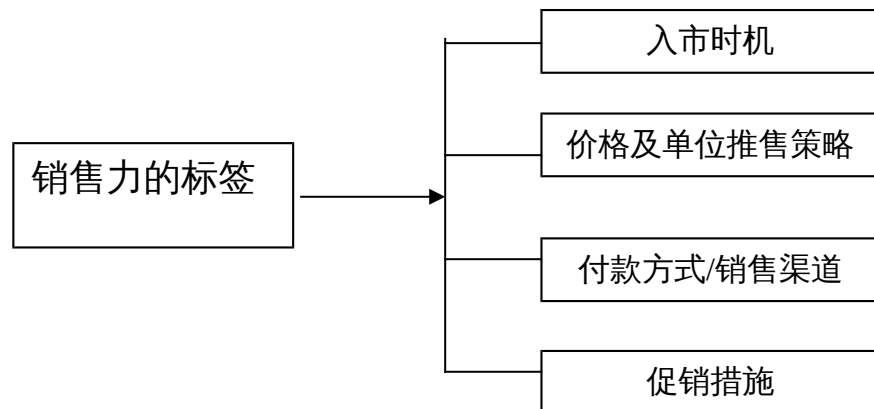 入市时机
价格及单位推售策略
销售力的标签
付款方式/销售渠道
促销措施